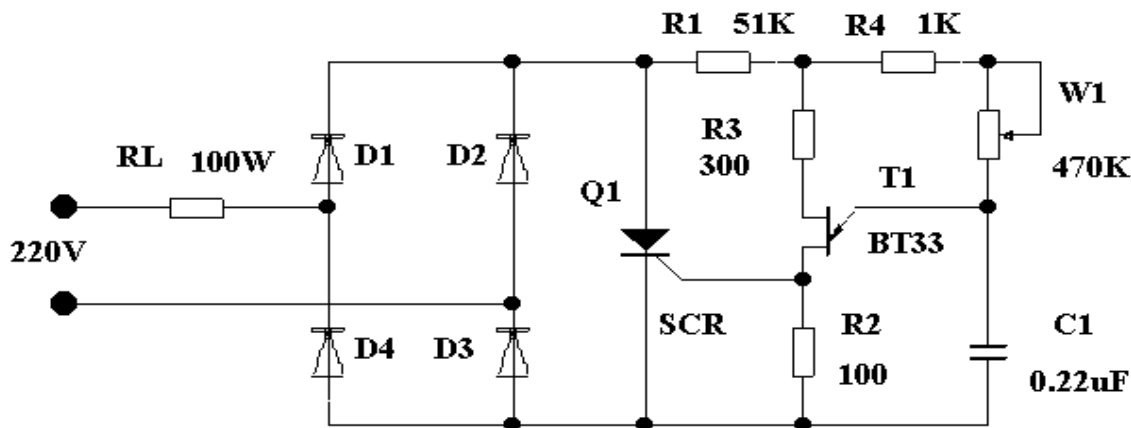 R1 51K R4 1K
W1
R3
300
RL 100W D1 D2
470K
Q1 T1
220V BT33
SCR R2 C1
D4 D3
100 0.22uF